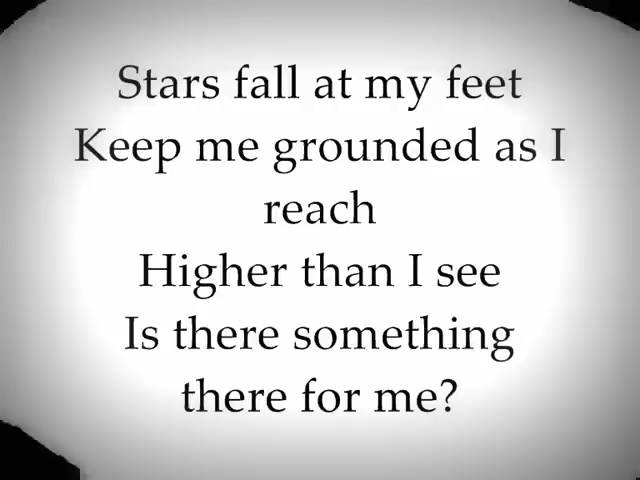 Stars fall at my feet
Keep me grounded as I
reach
Higher than I see
Is there something
there for me?